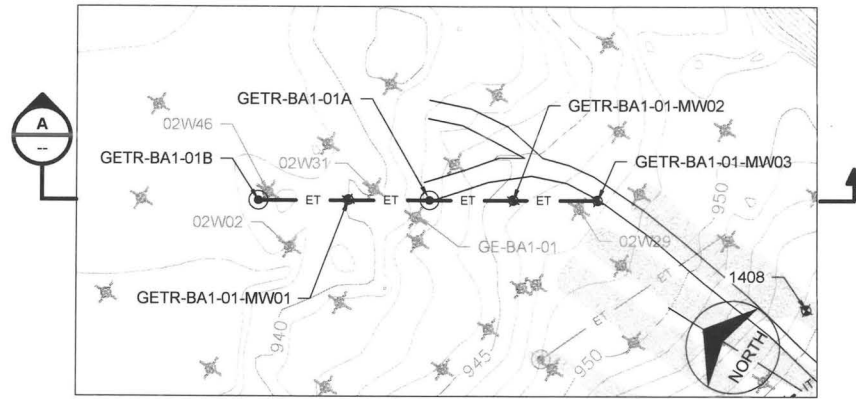 GETR-BA1-01A
GETR-BA1-01-MW02
A
--
02W46
GETR-BA1-01B
02W31
GETR-BA1-01-MW03
950
ET
ET
ET
ET
02W02
GE-BA1-01
02W29
1408
GETR-BA1-01-MW01
ET
ET
940
945
950
NORTH